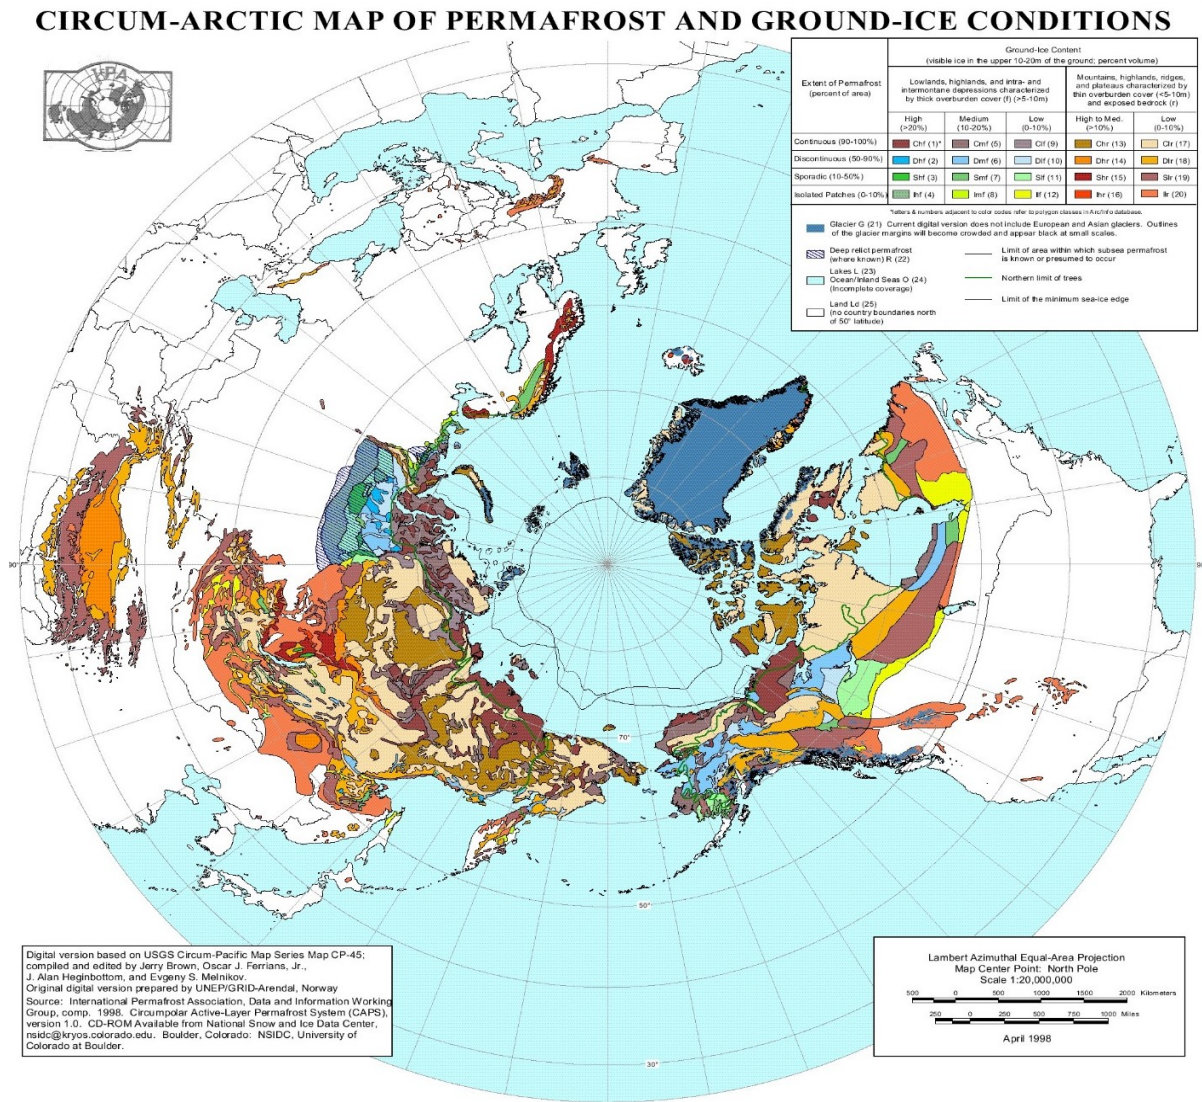 CIRCUM-ARCTIC MAP OF PERMAFROST AND GROUND-ICE CONDITIONS
IPA
Ground-Ice Content
(visible ice in the upper 10-20m of the ground; percent volume)
Extent of Permafrost
(percent of area)
Lowlands, highlands, and intra- and
intermontane depressions characterized
by thick overburden cover (f) (>5-10m)
Mountains, highlands, ridges,
and plateaus characterized by
thin overburden cover (<5-10m)
and exposed bedrock (r)
High
(>20%)
Medium
(10-20%)
Low
(0-10%)
High to Med.
(>10%)
Low
(0-10%)
Continuous (90-100%) Chf (1)* Cmf (5) Clf (9) Chr (13) Clr (17)
Discontinuous (50-90%) Dhf (2) Dmf (6) Dlf (10) Dhr (14) Dlr (18)
Sporadic (10-50%) Shf (3) Smf (7) Slf (11) Shr (15) Slr (19)
Isolated Patches (0-10%) Ihf (4) Imf (8) Ilf (12) Ihr (16) Ilr (20)
*letters & numbers adjacent to color codes refer to polygon classes in Arc/Info database.
Glacier G (21) Current digital version does not include European and Asian glaciers. Outlines
of the glacier margins will become crowded and appear black at small scales.
Deep relict permafrost
(where known) R (22)
Lakes L (23)
Ocean/Inland Seas O (24)
(Incomplete coverage)
Land Ld (25)
(no country boundaries north
of 50° latitude)
Limit of area within which subsea permafrost
is known or presumed to occur
Northern limit of trees
Limit of the minimum sea-ice edge
90°
70°
50°
30°
Digital version based on USGS Circum-Pacific Map Series Map CP-45;
compiled and edited by Jerry Brown, Oscar J. Ferrians, Jr.,
J. Alan Heginbottom, and Evgeny S. Melnikov.
Original digital version prepared by UNEP/GRID-Arendal, Norway
Source: International Permafrost Association, Data and Information Working
Group, comp. 1998. Circumpolar Active-Layer Permafrost System (CAPS),
version 1.0. CD-ROM Available from National Snow and Ice Data Center,
nsidc@kryos.colorado.edu. Boulder, Colorado: NSIDC, University of
Colorado at Boulder.
Lambert Azimuthal Equal-Area Projection
Map Center Point: North Pole
Scale 1:20,000,000
500 0 500 1000 1500 2000 Kilometers
250 0 250 500 750 1000 Miles
April 1998